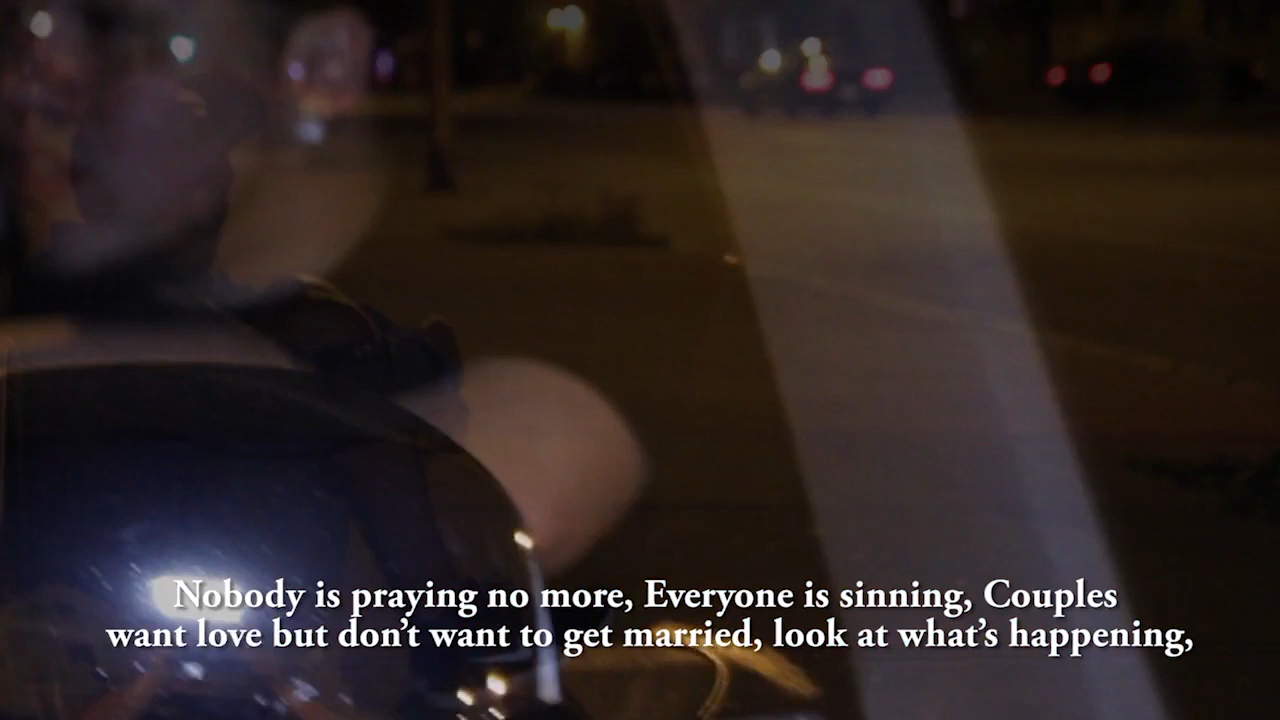 Nobody is praying no more, Everyone is sinning, Couples
want love but don’t want to get married, look at what’s happening,